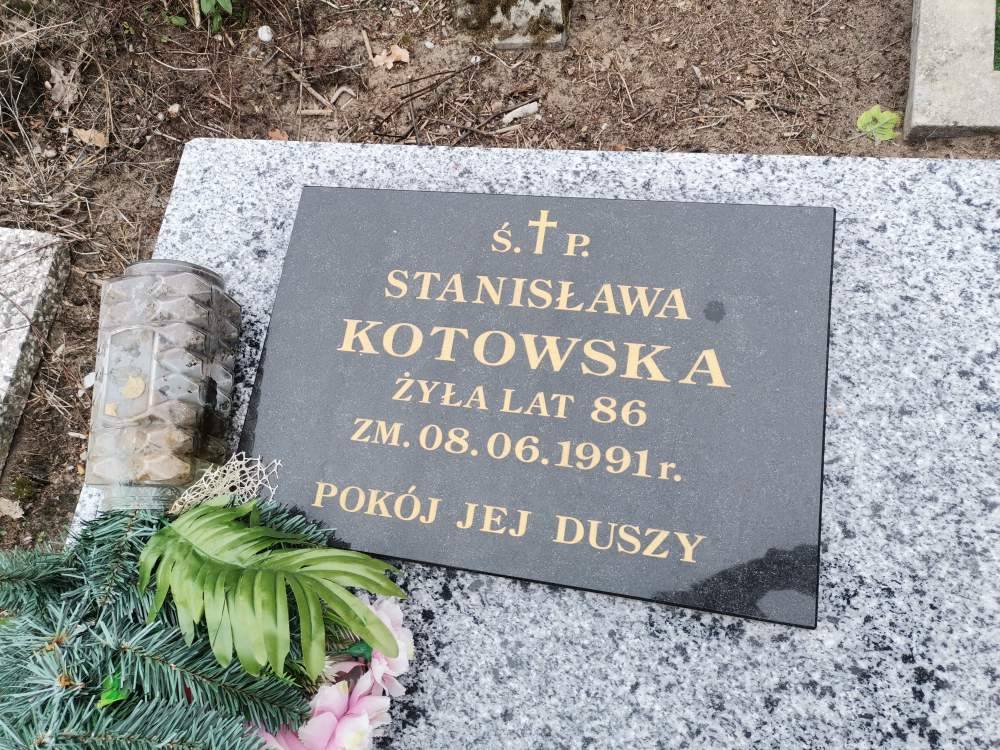 Ś.✝P.
STANISŁAWA
KOTOWSKA
ŻYŁA LAT 86
ZM. 08.06.1991 r.
POKÓJ JEJ DUSZY